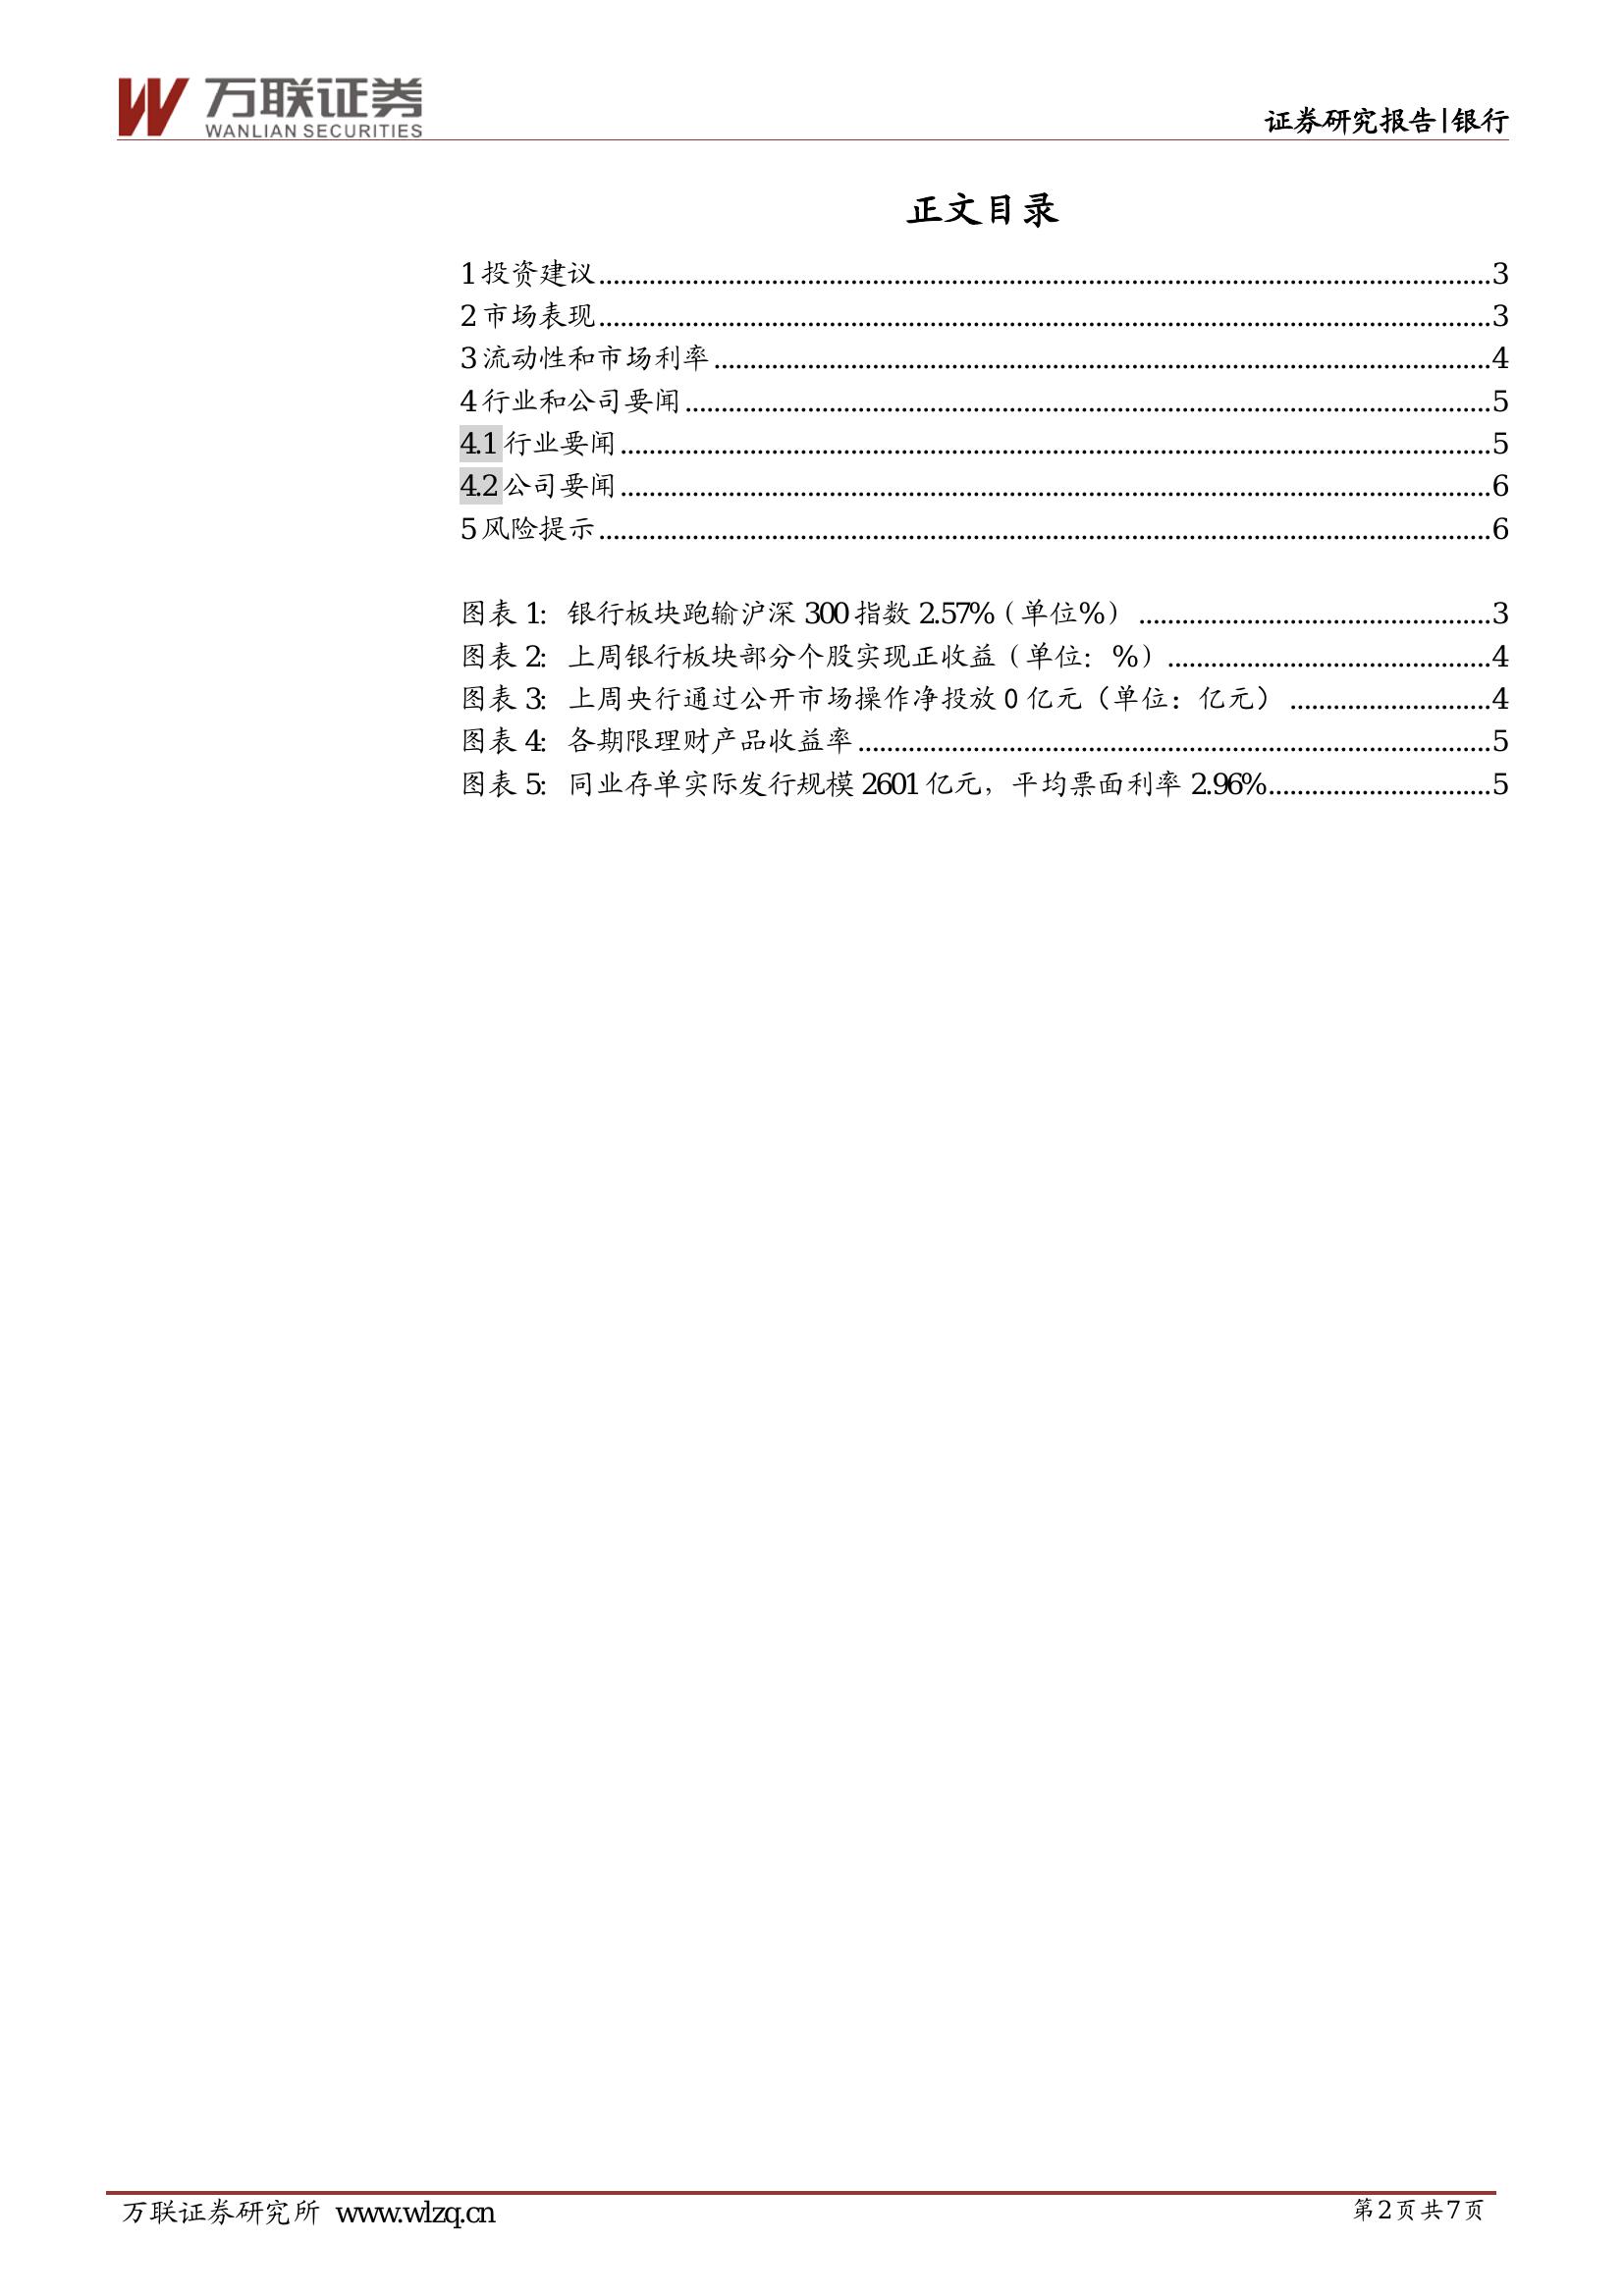 万联证券
WANLIAN SECURITIES
证券研究报告|银行
正文目录
1 投资建议...3
2 市场表现...3
3 流动性和市场利率...4
4 行业和公司要闻...5
4.1 行业要闻...5
4.2 公司要闻...6
5 风险提示...6
图表 1: 银行板块跑输沪深 300 指数 2.57%（单位%）...3
图表 2: 上周银行板块部分个股实现正收益（单位：%）...4
图表 3: 上周央行通过公开市场操作净投放 0 亿元（单位：亿元）...4
图表 4: 各期限理财产品收益率...5
图表 5: 同业存单实际发行规模 2601 亿元，平均票面利率 2.96%...5
万联证券研究所 www.wlzq.cn
第2页共7页